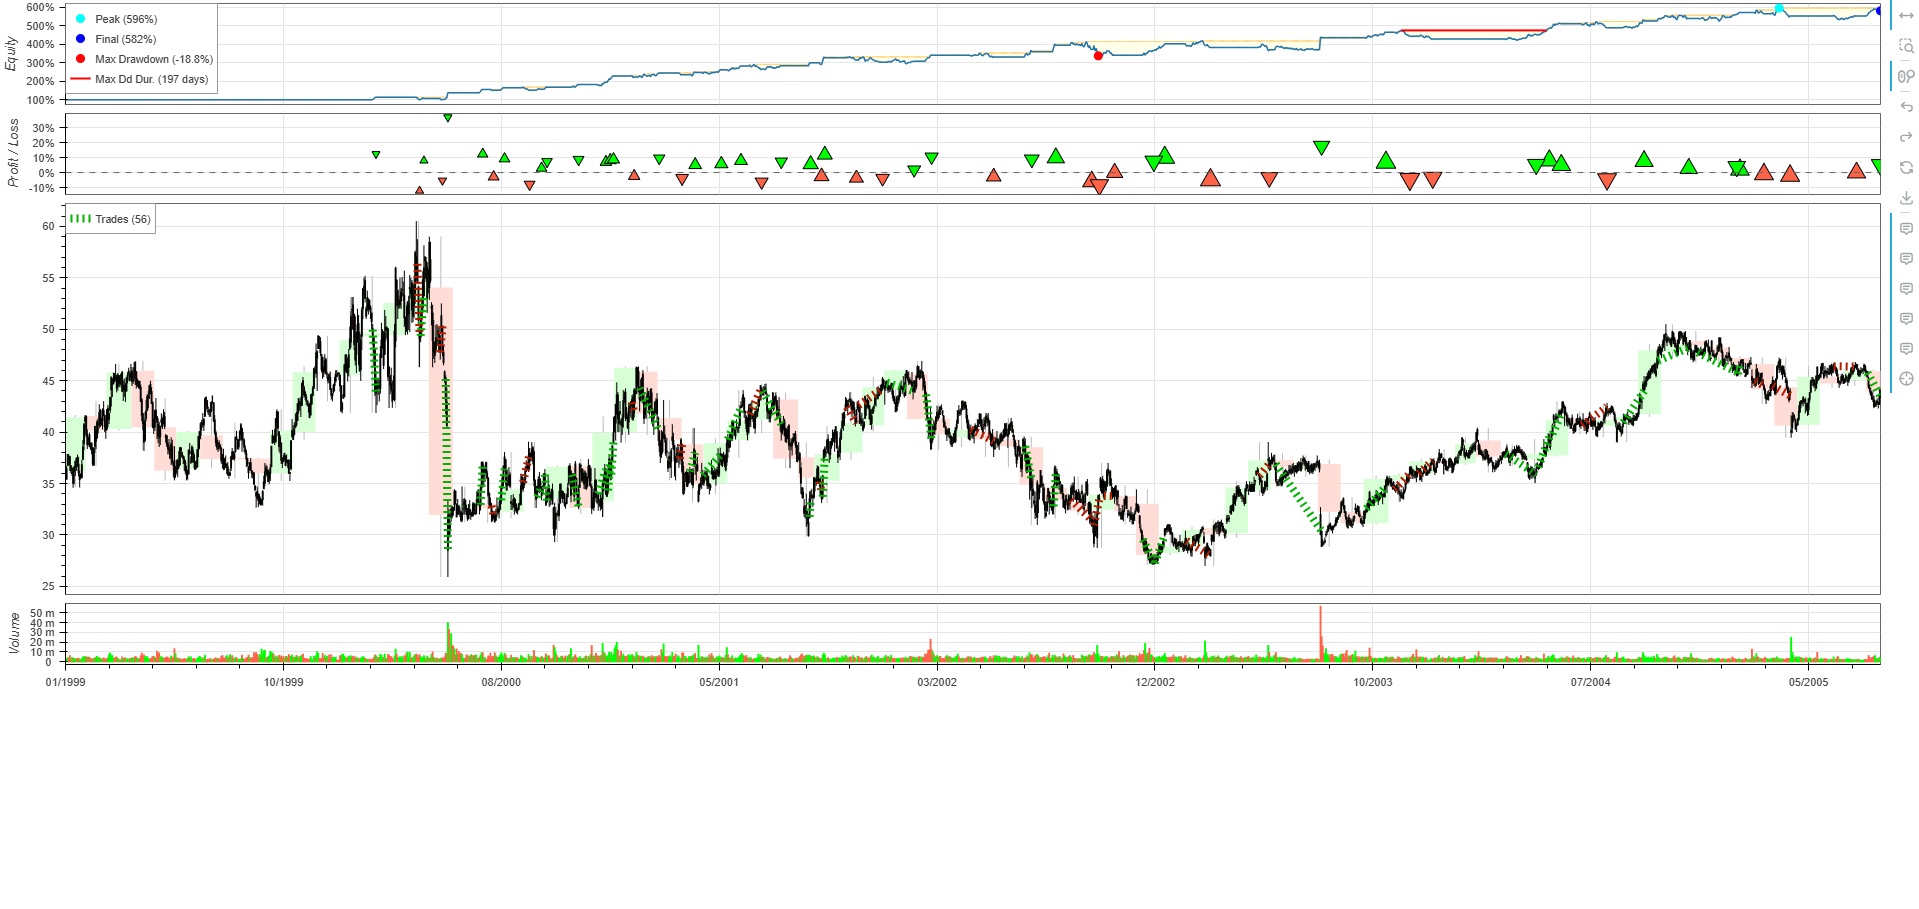 600%
500%
400%
300%
200%
100%
Equity
Peak (596%)
Final (582%)
Max Drawdown (-18.8%)
Max Dd Dur. (197 days)
30%
20%
10%
0%
-10%
Profit / Loss
Trades (56)
60
55
50
45
40
35
30
25
50 m
40 m
30 m
20 m
10 m
0
Volume
01/1999
10/1999
08/2000
05/2001
03/2002
12/2002
10/2003
07/2004
05/2005